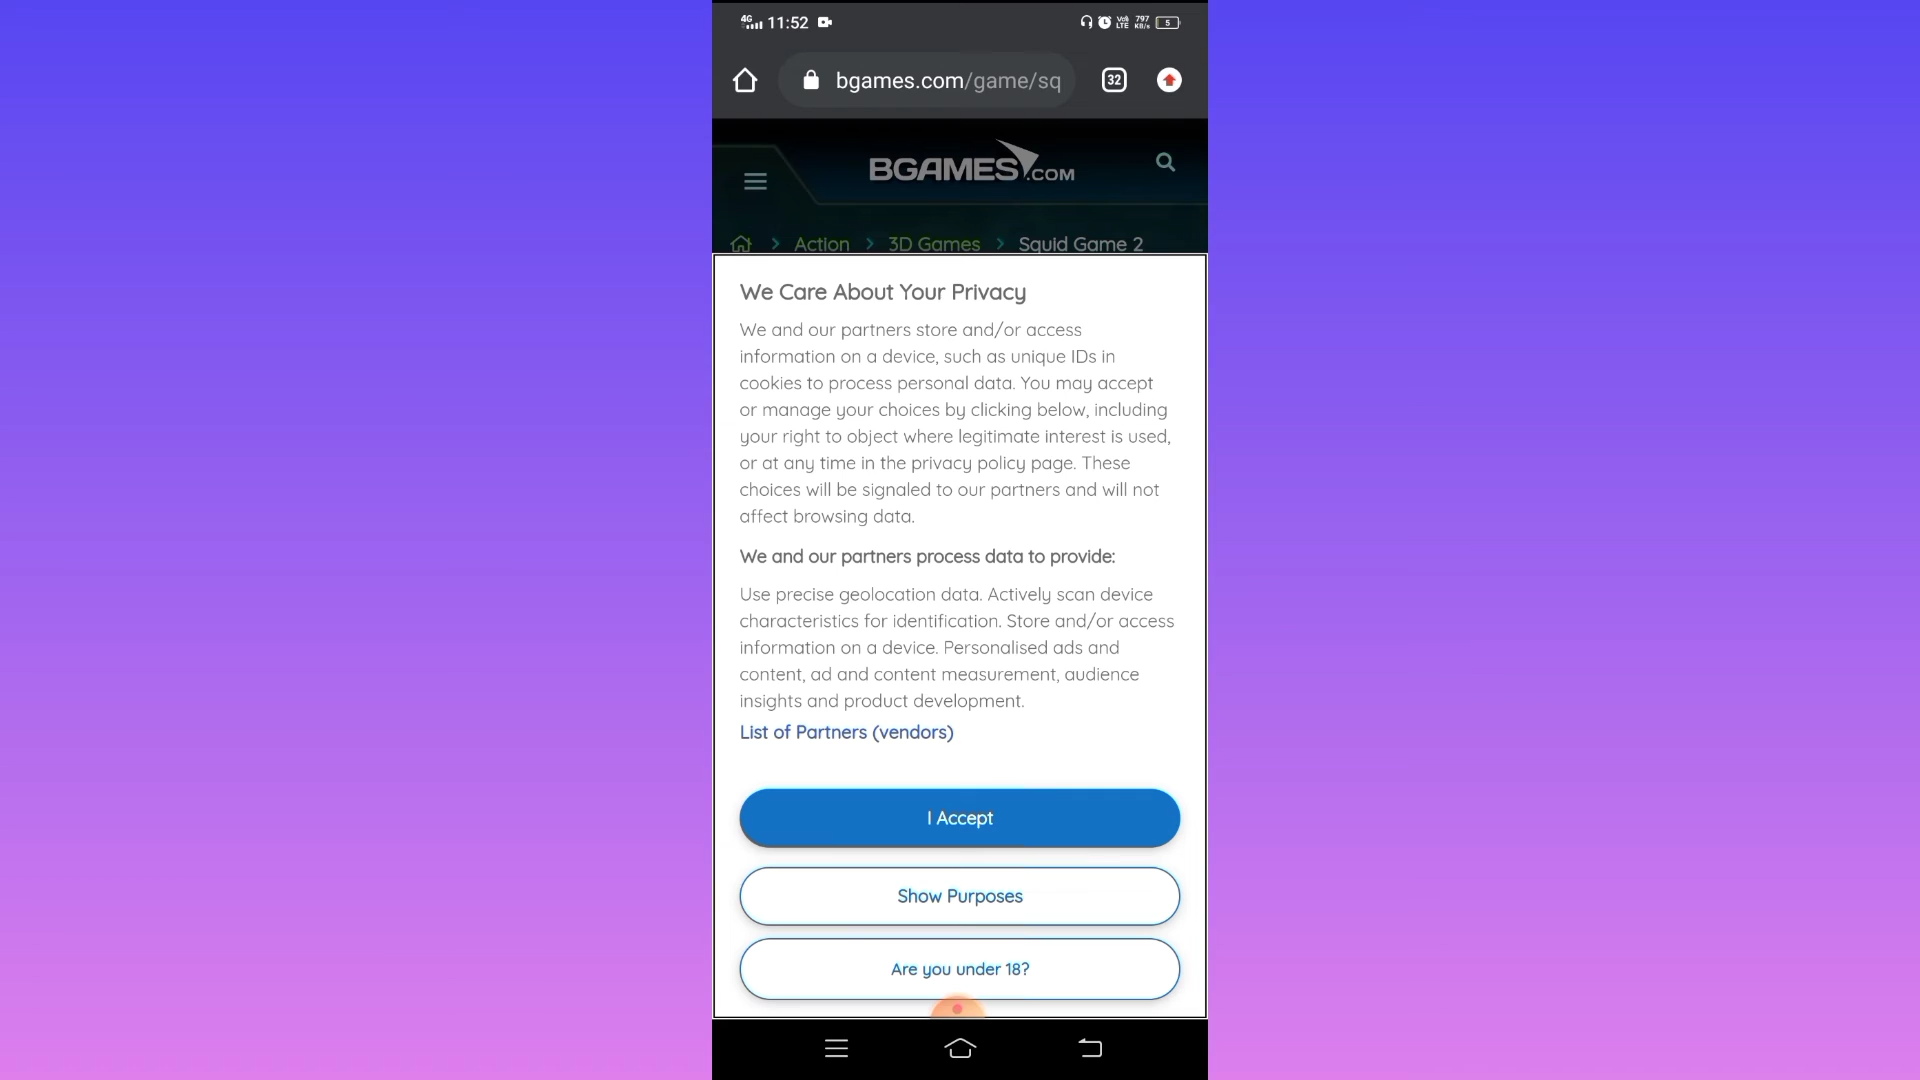 4G 11:52 Vo) LTE 797 KB/s 5
bgames.com/game/sq 32
BGAMES.COM
Action > 3D Games > Squid Game 2
We Care About Your Privacy
We and our partners store and/or access
information on a device, such as unique IDs in
cookies to process personal data. You may accept
or manage your choices by clicking below, including
your right to object where legitimate interest is used,
or at any time in the privacy policy page. These
choices will be signaled to our partners and will not
affect browsing data.
We and our partners process data to provide:
Use precise geolocation data. Actively scan device
characteristics for identification. Store and/or access
information on a device. Personalised ads and
content, ad and content measurement, audience
insights and product development.
List of Partners (vendors)
I Accept
Show Purposes
Are you under 18?